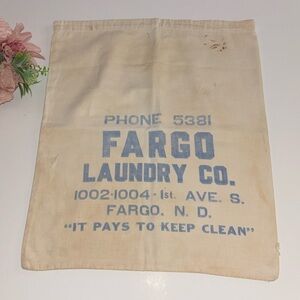 PHONE 5381
FARGO
LAUNDRY CO.
1002-1004-1st. AVE. S.
FARGO, N. D.
"IT PAYS TO KEEP CLEAN"